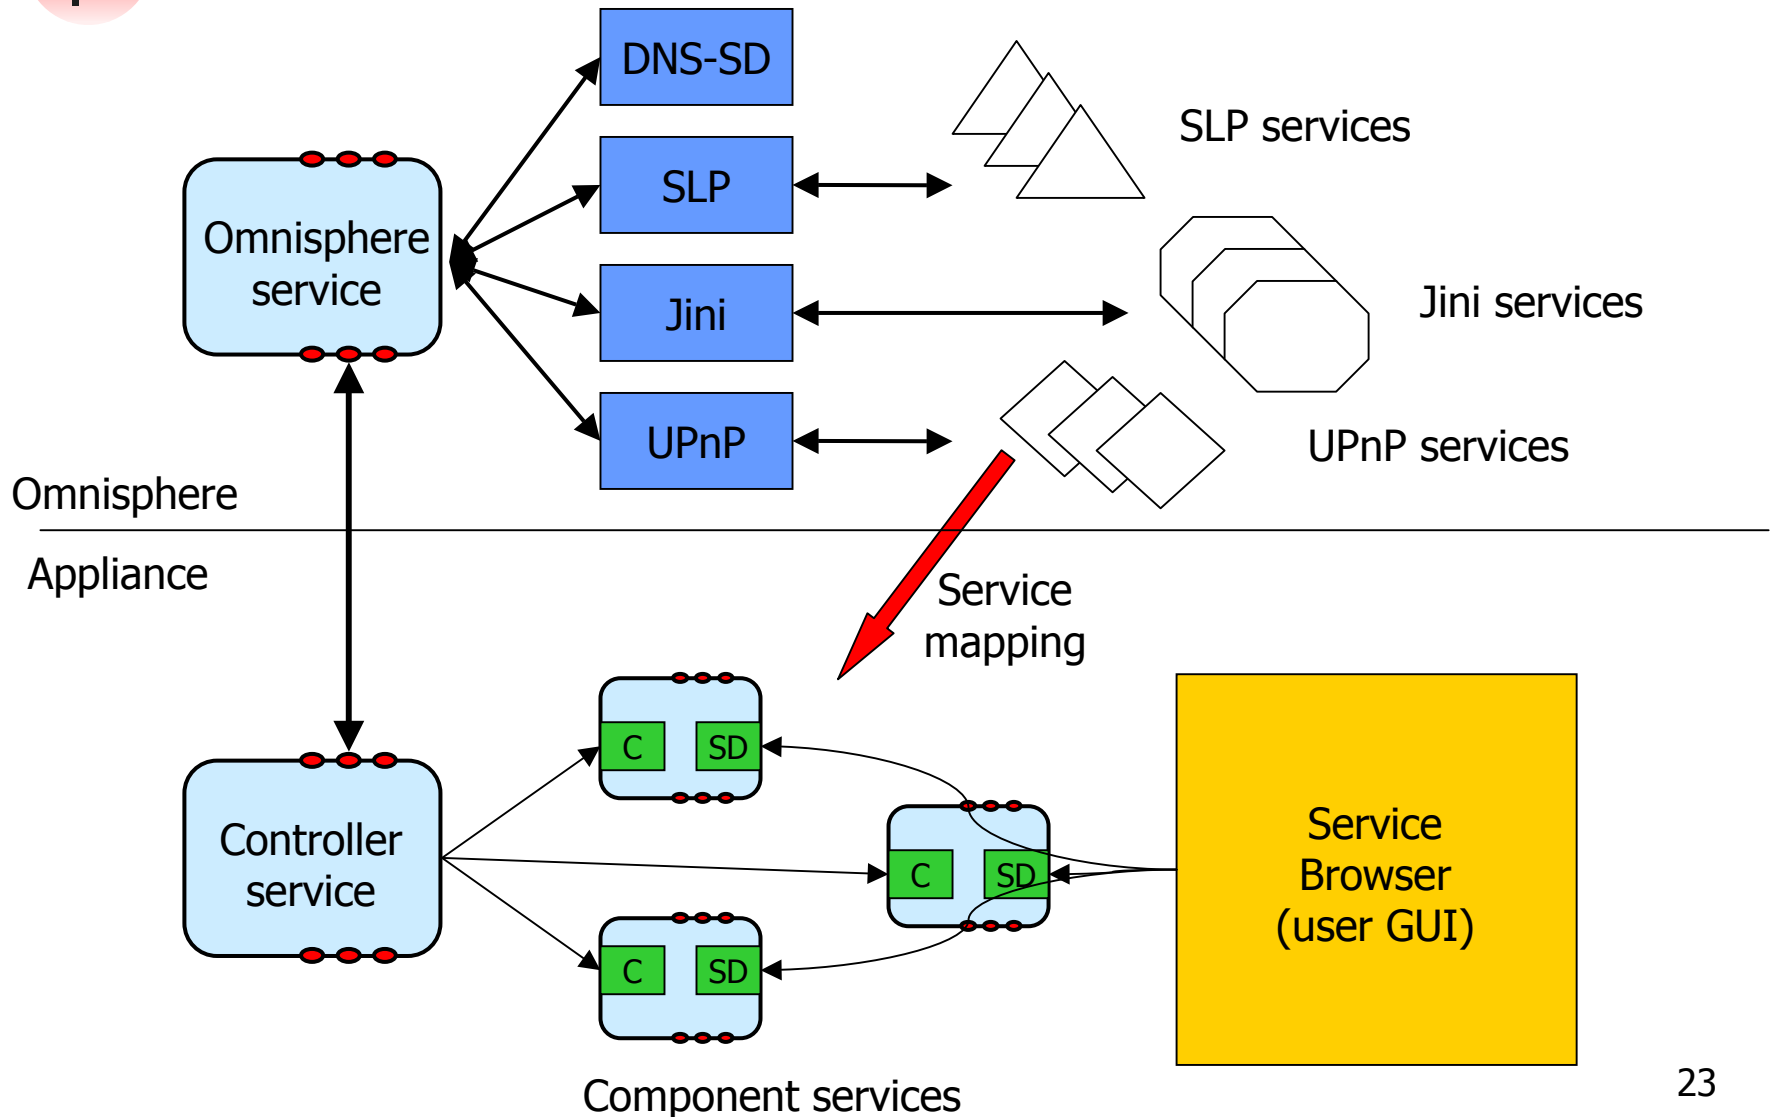 DNS-SD
SLP services
SLP
Omnisphere
service
Jini services
Jini
UPnP services
UPnP
Omnisphere
Appliance
Service
mapping
C SD
Controller
service
C SD
Service
Browser
(user GUI)
C SD
Component services
23